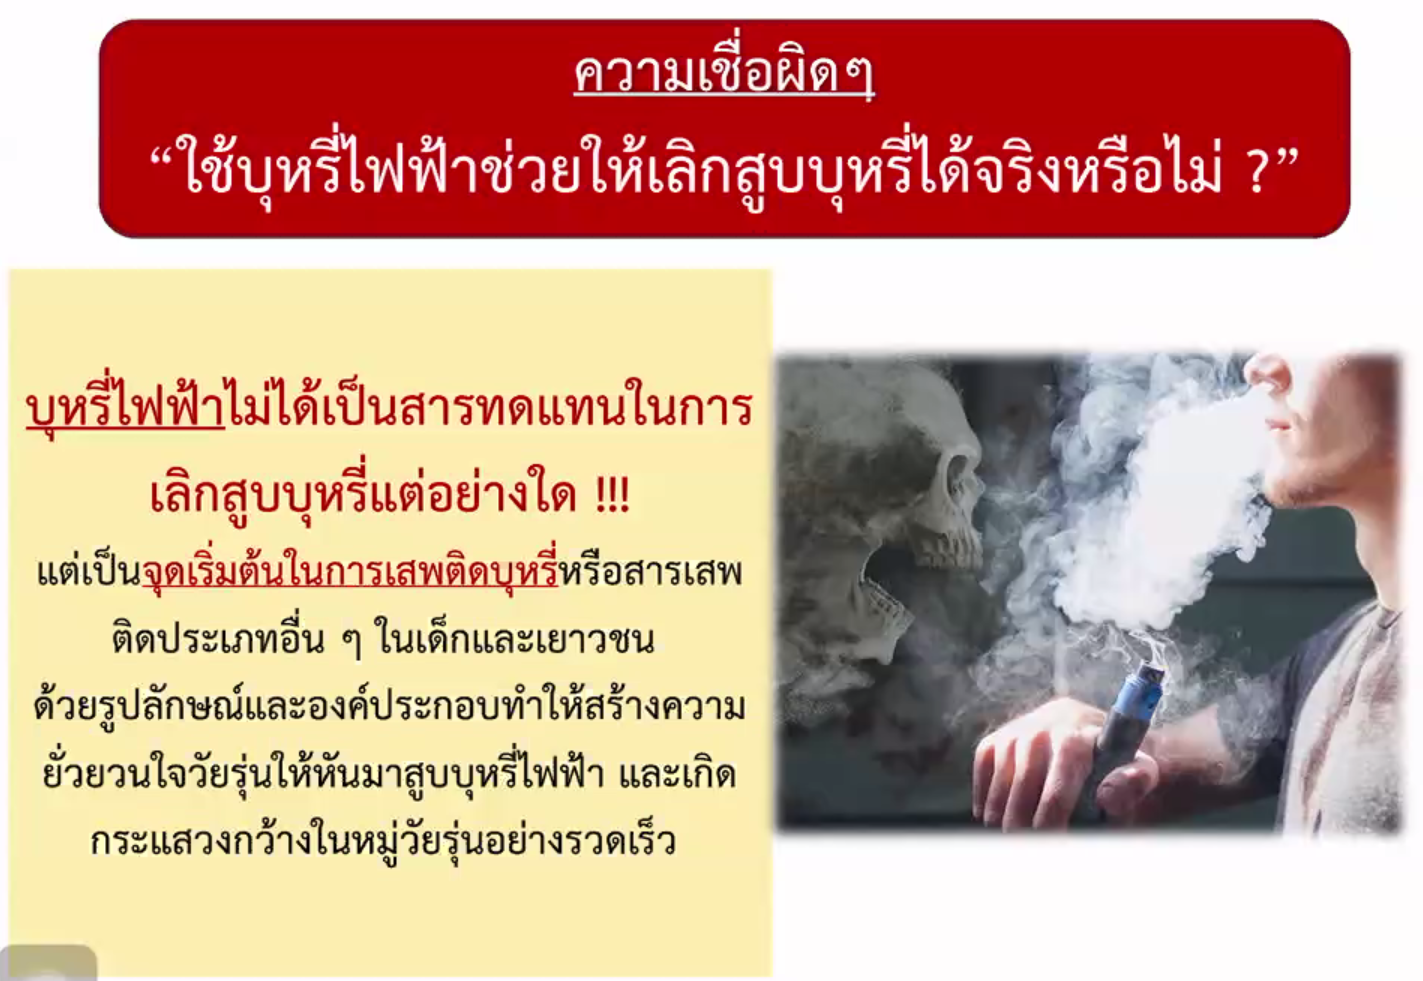 ความเชื่อผิดๆ
“ใช้บุหรี่ไฟฟ้าช่วยให้เลิกสูบบุหรี่ได้จริงหรือไม่ ?”
บุหรี่ไฟฟ้าไม่ได้เป็นสารทดแทนในการ
เลิกสูบบุหรี่แต่อย่างใด !!!
แต่เป็นจุดเริ่มต้นในการเสพติดบุหรี่หรือสารเสพ
ติดประเภทอื่น ๆ ในเด็กและเยาวชน
ด้วยรูปลักษณ์และองค์ประกอบทำให้สร้างความ
ยั่วยวนใจวัยรุ่นให้หันมาสูบบุหรี่ไฟฟ้า และเกิด
กระแสวงกว้างในหมู่วัยรุ่นอย่างรวดเร็ว